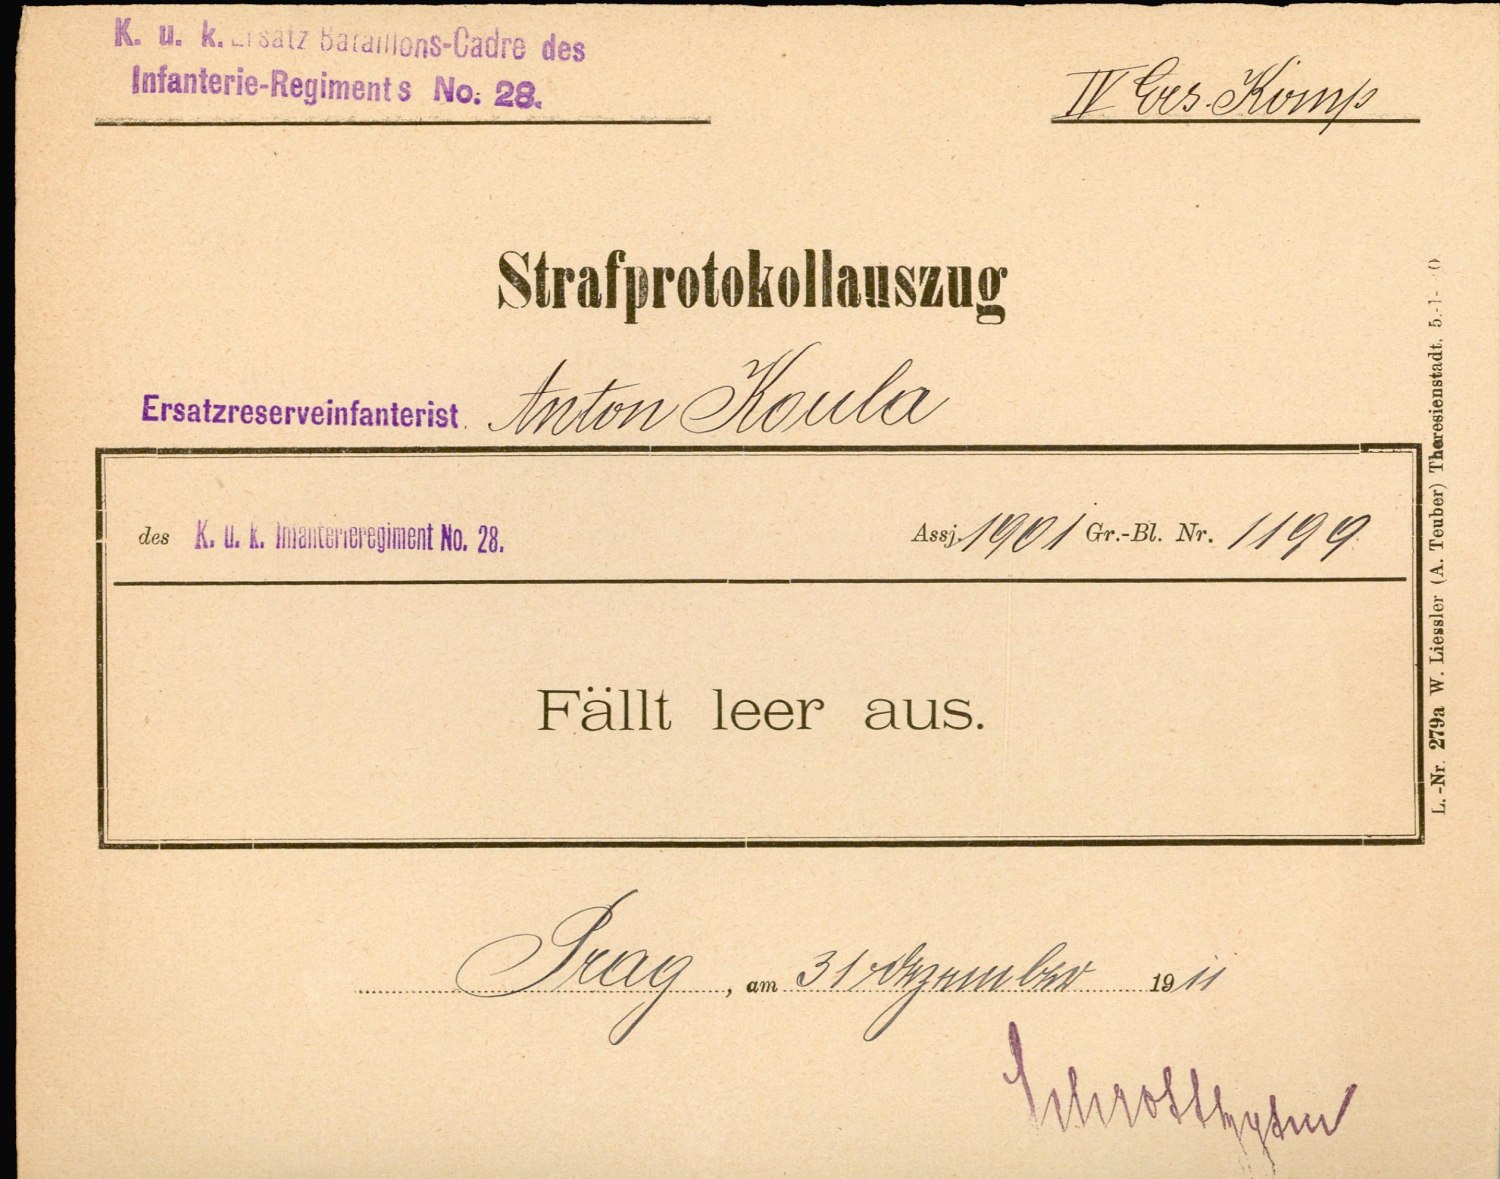 K. u. k. Ersatz Bataillons-Cadre des
Infanterie-Regiments No. 28.
IV Ers. Komp
Strafprotokollauszug
Ersatzreserveinfanterist Anton Koula
des K. u. k. Infanterieregiment No. 28. Assj. 1901 Gr.-Bl. Nr. 1199
Fällt leer aus.
Prag, am 31 Dezember 1911
L.-Nr. 279a W. Liessler (A. Teuber) Theresienstadt. 5.-1-